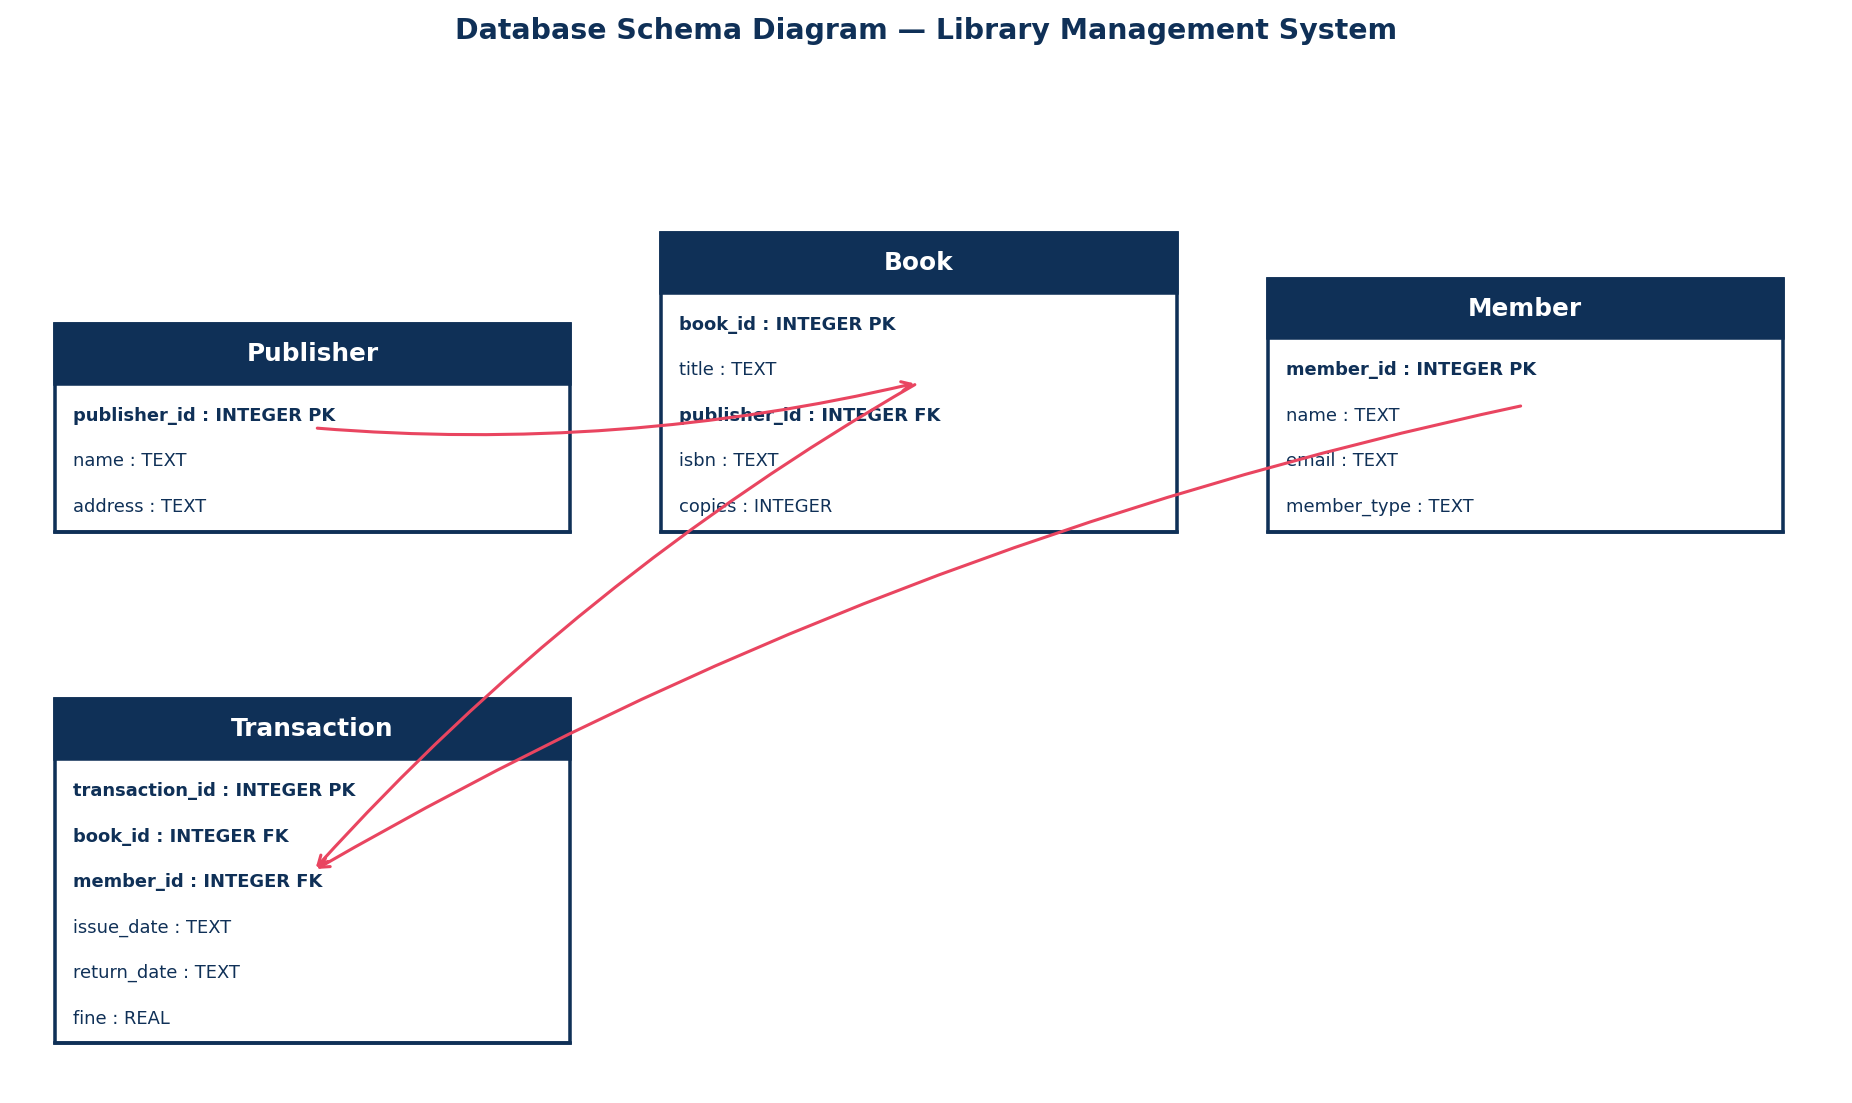 Database Schema Diagram — Library Management System
Publisher
publisher_id : INTEGER PK
name : TEXT
address : TEXT
Book
book_id : INTEGER PK
title : TEXT
publisher_id : INTEGER FK
isbn : TEXT
copies : INTEGER
Member
member_id : INTEGER PK
name : TEXT
email : TEXT
member_type : TEXT
Transaction
transaction_id : INTEGER PK
book_id : INTEGER FK
member_id : INTEGER FK
issue_date : TEXT
return_date : TEXT
fine : REAL